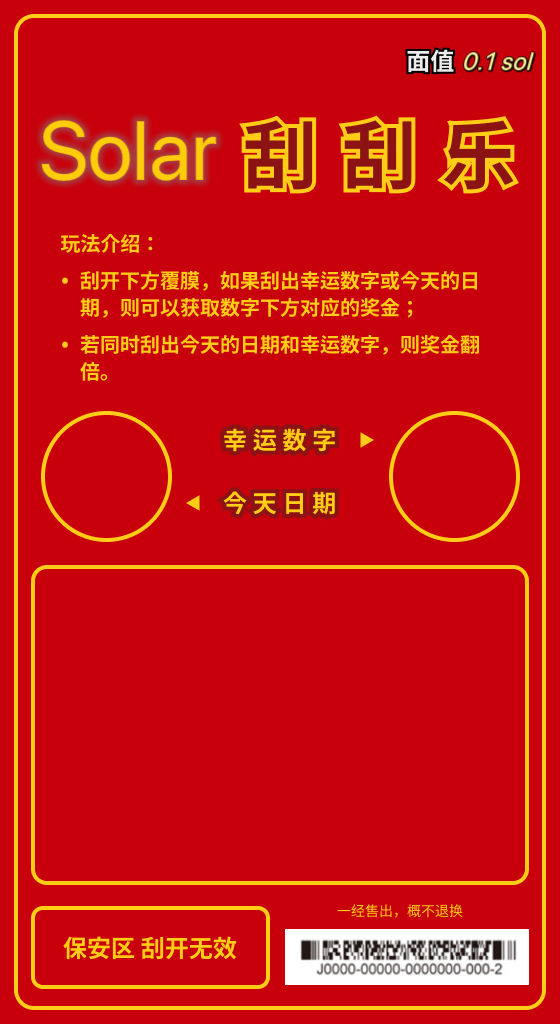 面值 0.1 sol
Solar 刮刮乐
玩法介绍：
• 刮开下方覆膜，如果刮出幸运数字或今天的日
期，则可以获取数字下方对应的奖金；
• 若同时刮出今天的日期和幸运数字，则奖金翻
倍。
幸运数字 ▶
◀ 今天日期
一经售出，概不退换
保安区 刮开无效
J0000-00000-0000000-000-2